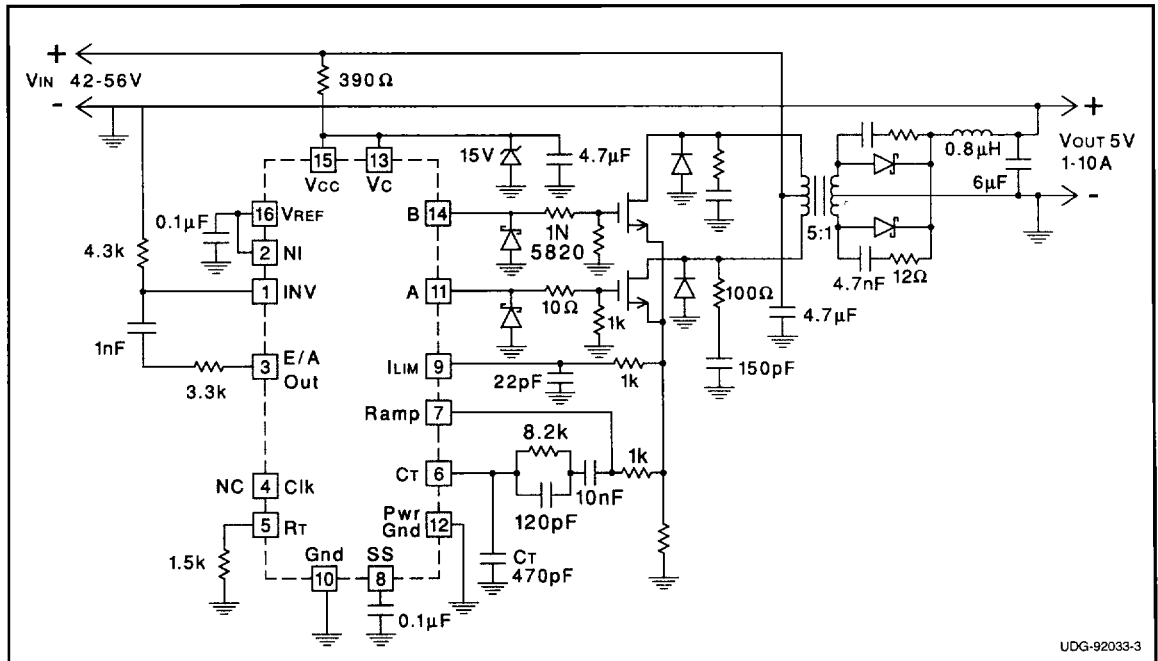 +
VIN 42-56V
-
390Ω
+
VOUT 5V
1-10A
-
15V
4.7µF
0.8µH
6µF
5:1
15
VCC
13
VC
0.1µF
16 VREF
2 NI
4.3k
1 INV
B 14
1N
5820
A 11
10Ω
1k
100Ω
4.7µF
150pF
4.7nF
12Ω
1nF
3 E/A
Out
3.3k
ILIM 9
22pF
1k
Ramp 7
8.2k
1k
CT 6
10nF
120pF
NC 4 Clk
5 RT
Pwr
Gnd 12
1.5k
Gnd
10
SS
8
CT
470pF
0.1µF
UDG-92033-3